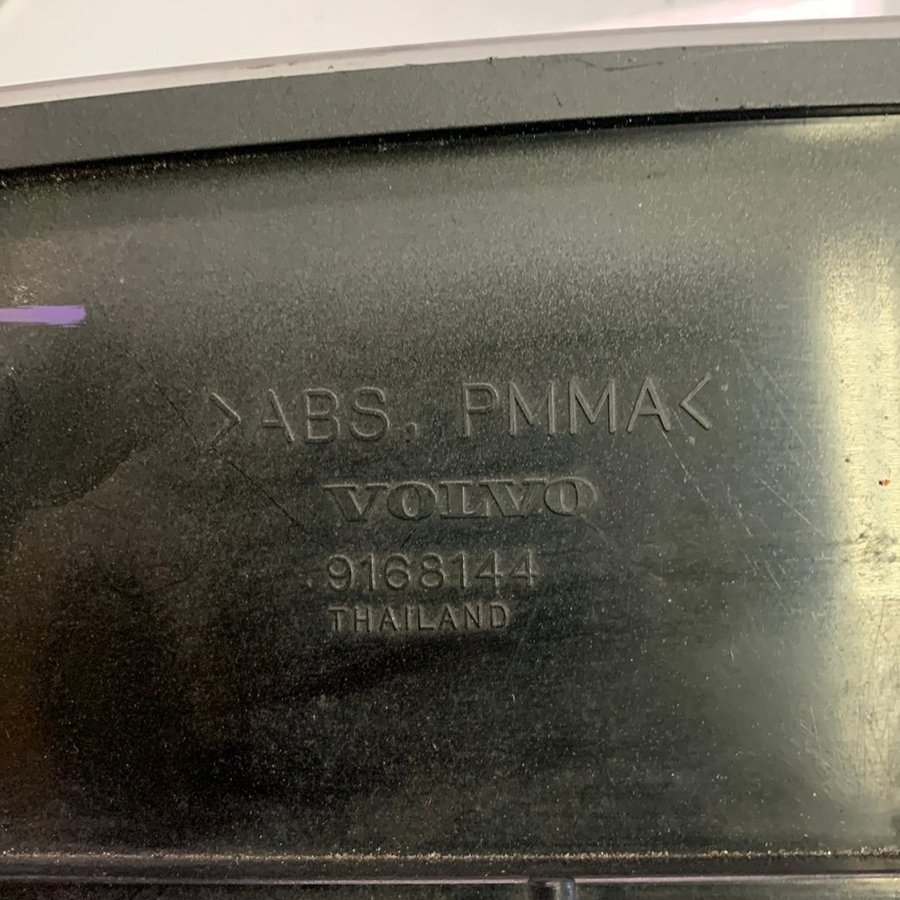 >ABS, PMMA<
VOLVO
9168144
THAILAND